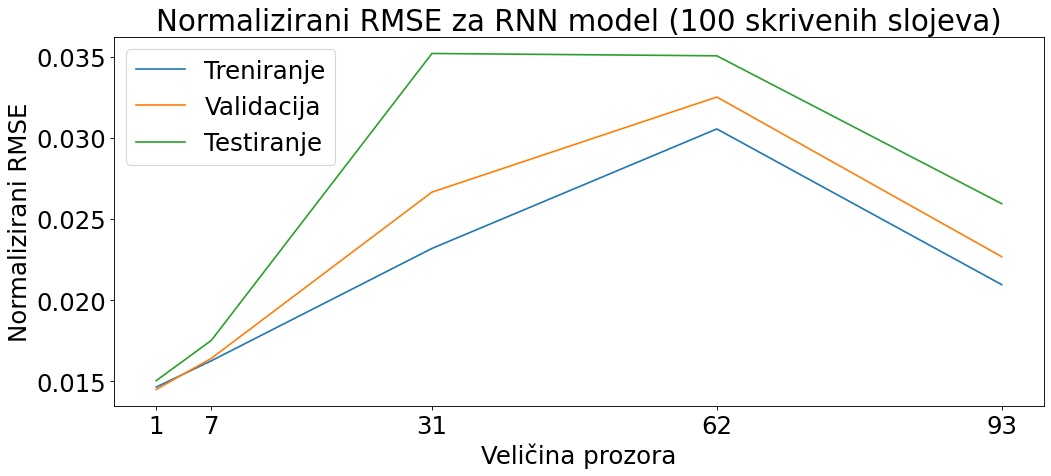 Normalizirani RMSE za RNN model (100 skrivenih slojeva)
Treniranje
Validacija
Testiranje
Normalizirani RMSE
0.035
0.030
0.025
0.020
0.015
1 7 31 62 93
Veličina prozora